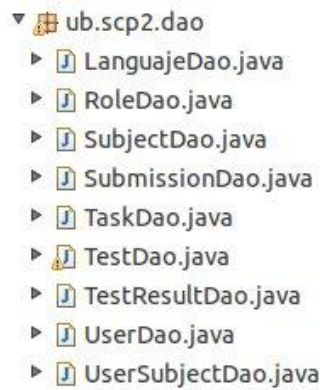 ub.scp2.dao
LanguajeDao.java
RoleDao.java
SubjectDao.java
SubmissionDao.java
TaskDao.java
TestDao.java
TestResultDao.java
UserDao.java
UserSubjectDao.java